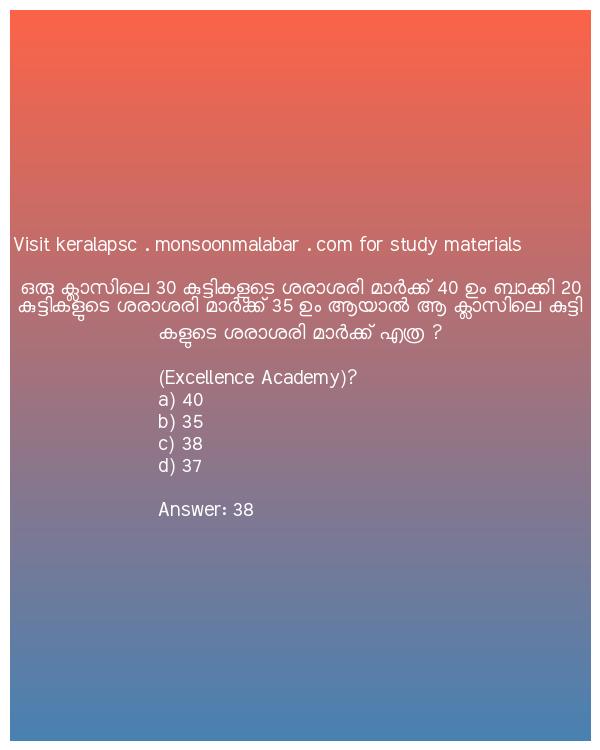 Visit keralapsc . monsoonmalabar . com for study materials
ഒരു ക്ലാസിലെ 30 കുട്ടികളുടെ ശരാശരി മാർക്ക് 40 ഉം ബാക്കി 20
കുട്ടികളുടെ ശരാശരി മാർക്ക് 35 ഉം ആയാൽ ആ ക്ലാസിലെ കുട്ടി
കളുടെ ശരാശരി മാർക്ക് എത്ര ?
(Excellence Academy)?
a) 40
b) 35
c) 38
d) 37
Answer: 38